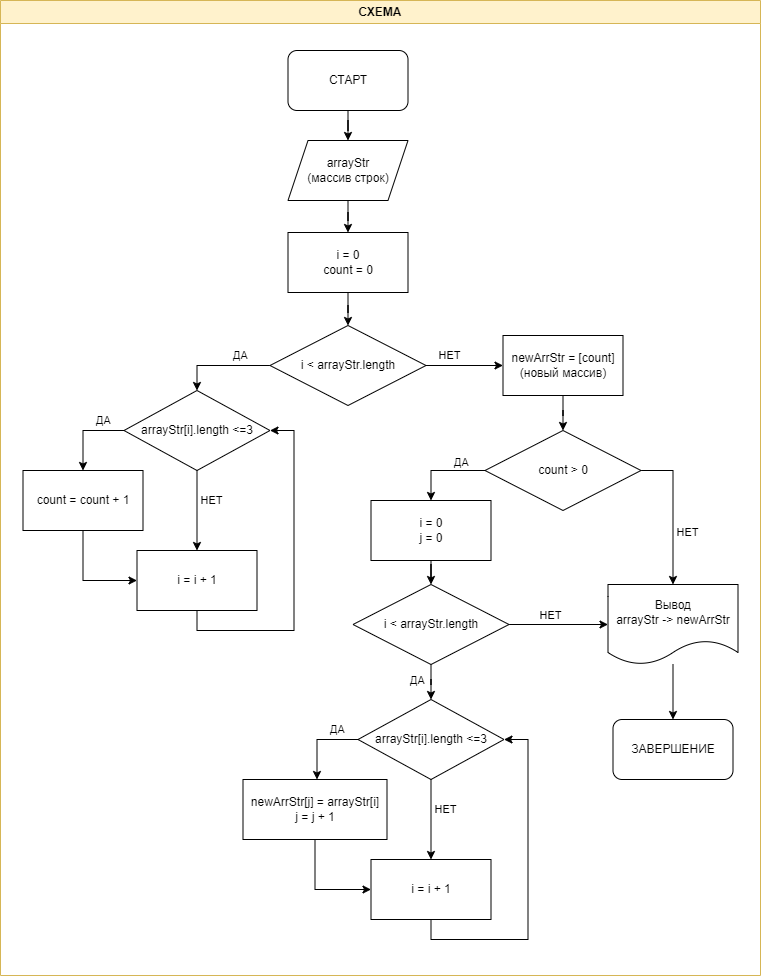 СХЕМА
СТАРТ
arrayStr
(массив строк)
i = 0
count = 0
i < arrayStr.length
ДА
НЕТ
newArrStr = [count]
(новый массив)
arrayStr[i].length <=3
ДА
НЕТ
count = count + 1
i = i + 1
count > 0
ДА
НЕТ
i = 0
j = 0
i < arrayStr.length
НЕТ
ДА
Вывод
arrayStr -> newArrStr
ЗАВЕРШЕНИЕ
arrayStr[i].length <=3
ДА
НЕТ
newArrStr[j] = arrayStr[i]
j = j + 1
i = i + 1